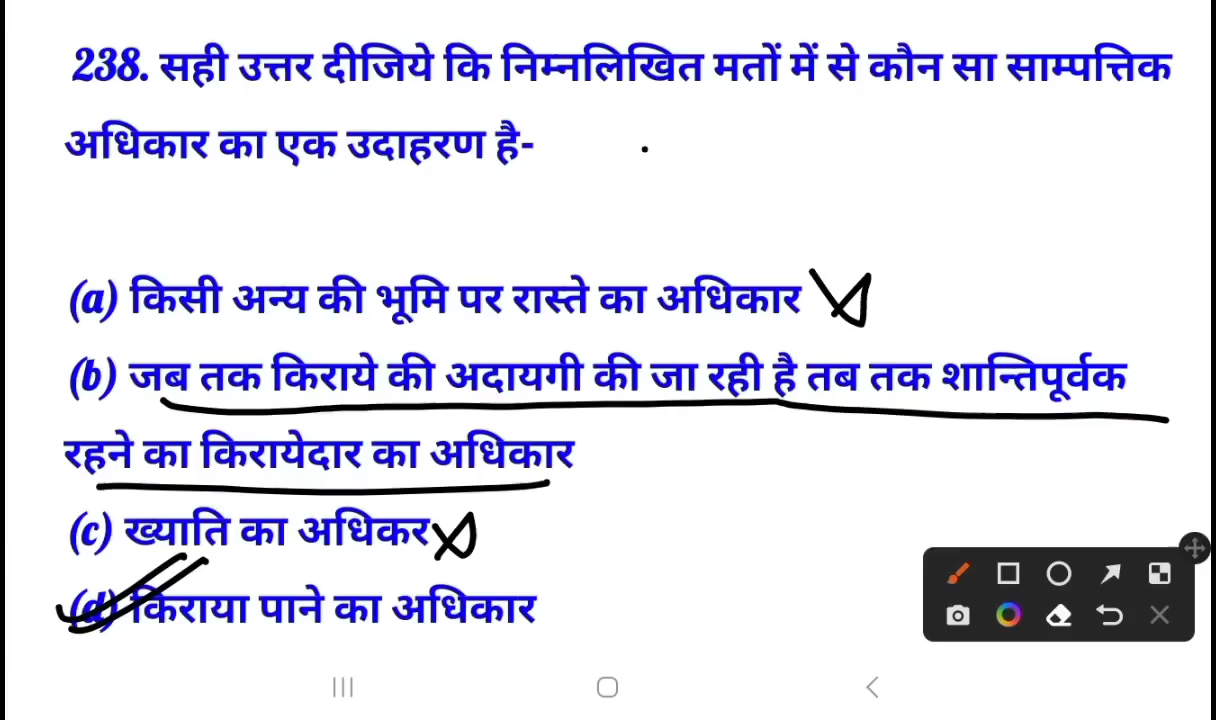 238. सही उत्तर दीजिये कि निम्नलिखित मतों में से कौन सा साम्पत्तिक
अधिकार का एक उदाहरण है-
(a) किसी अन्य की भूमि पर रास्ते का अधिकार
(b) जब तक किराये की अदायगी की जा रही है तब तक शान्तिपूर्वक
रहने का किरायेदार का अधिकार
(c) ख्याति का अधिकर
(d) किराया पाने का अधिकार